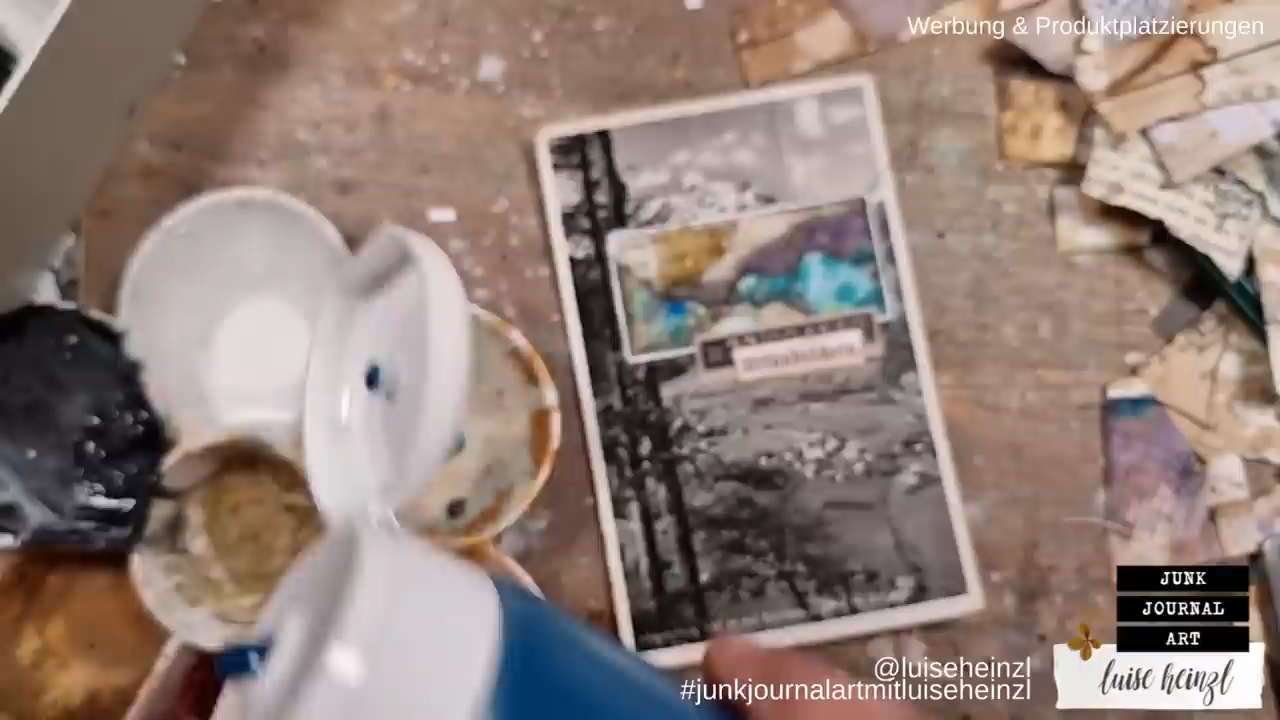 Werbung & Produktplatzierungen
JUNK
JOURNAL
ART
@luiseheinzl
luise heinzl
#junkjournalartmitluiseheinzl